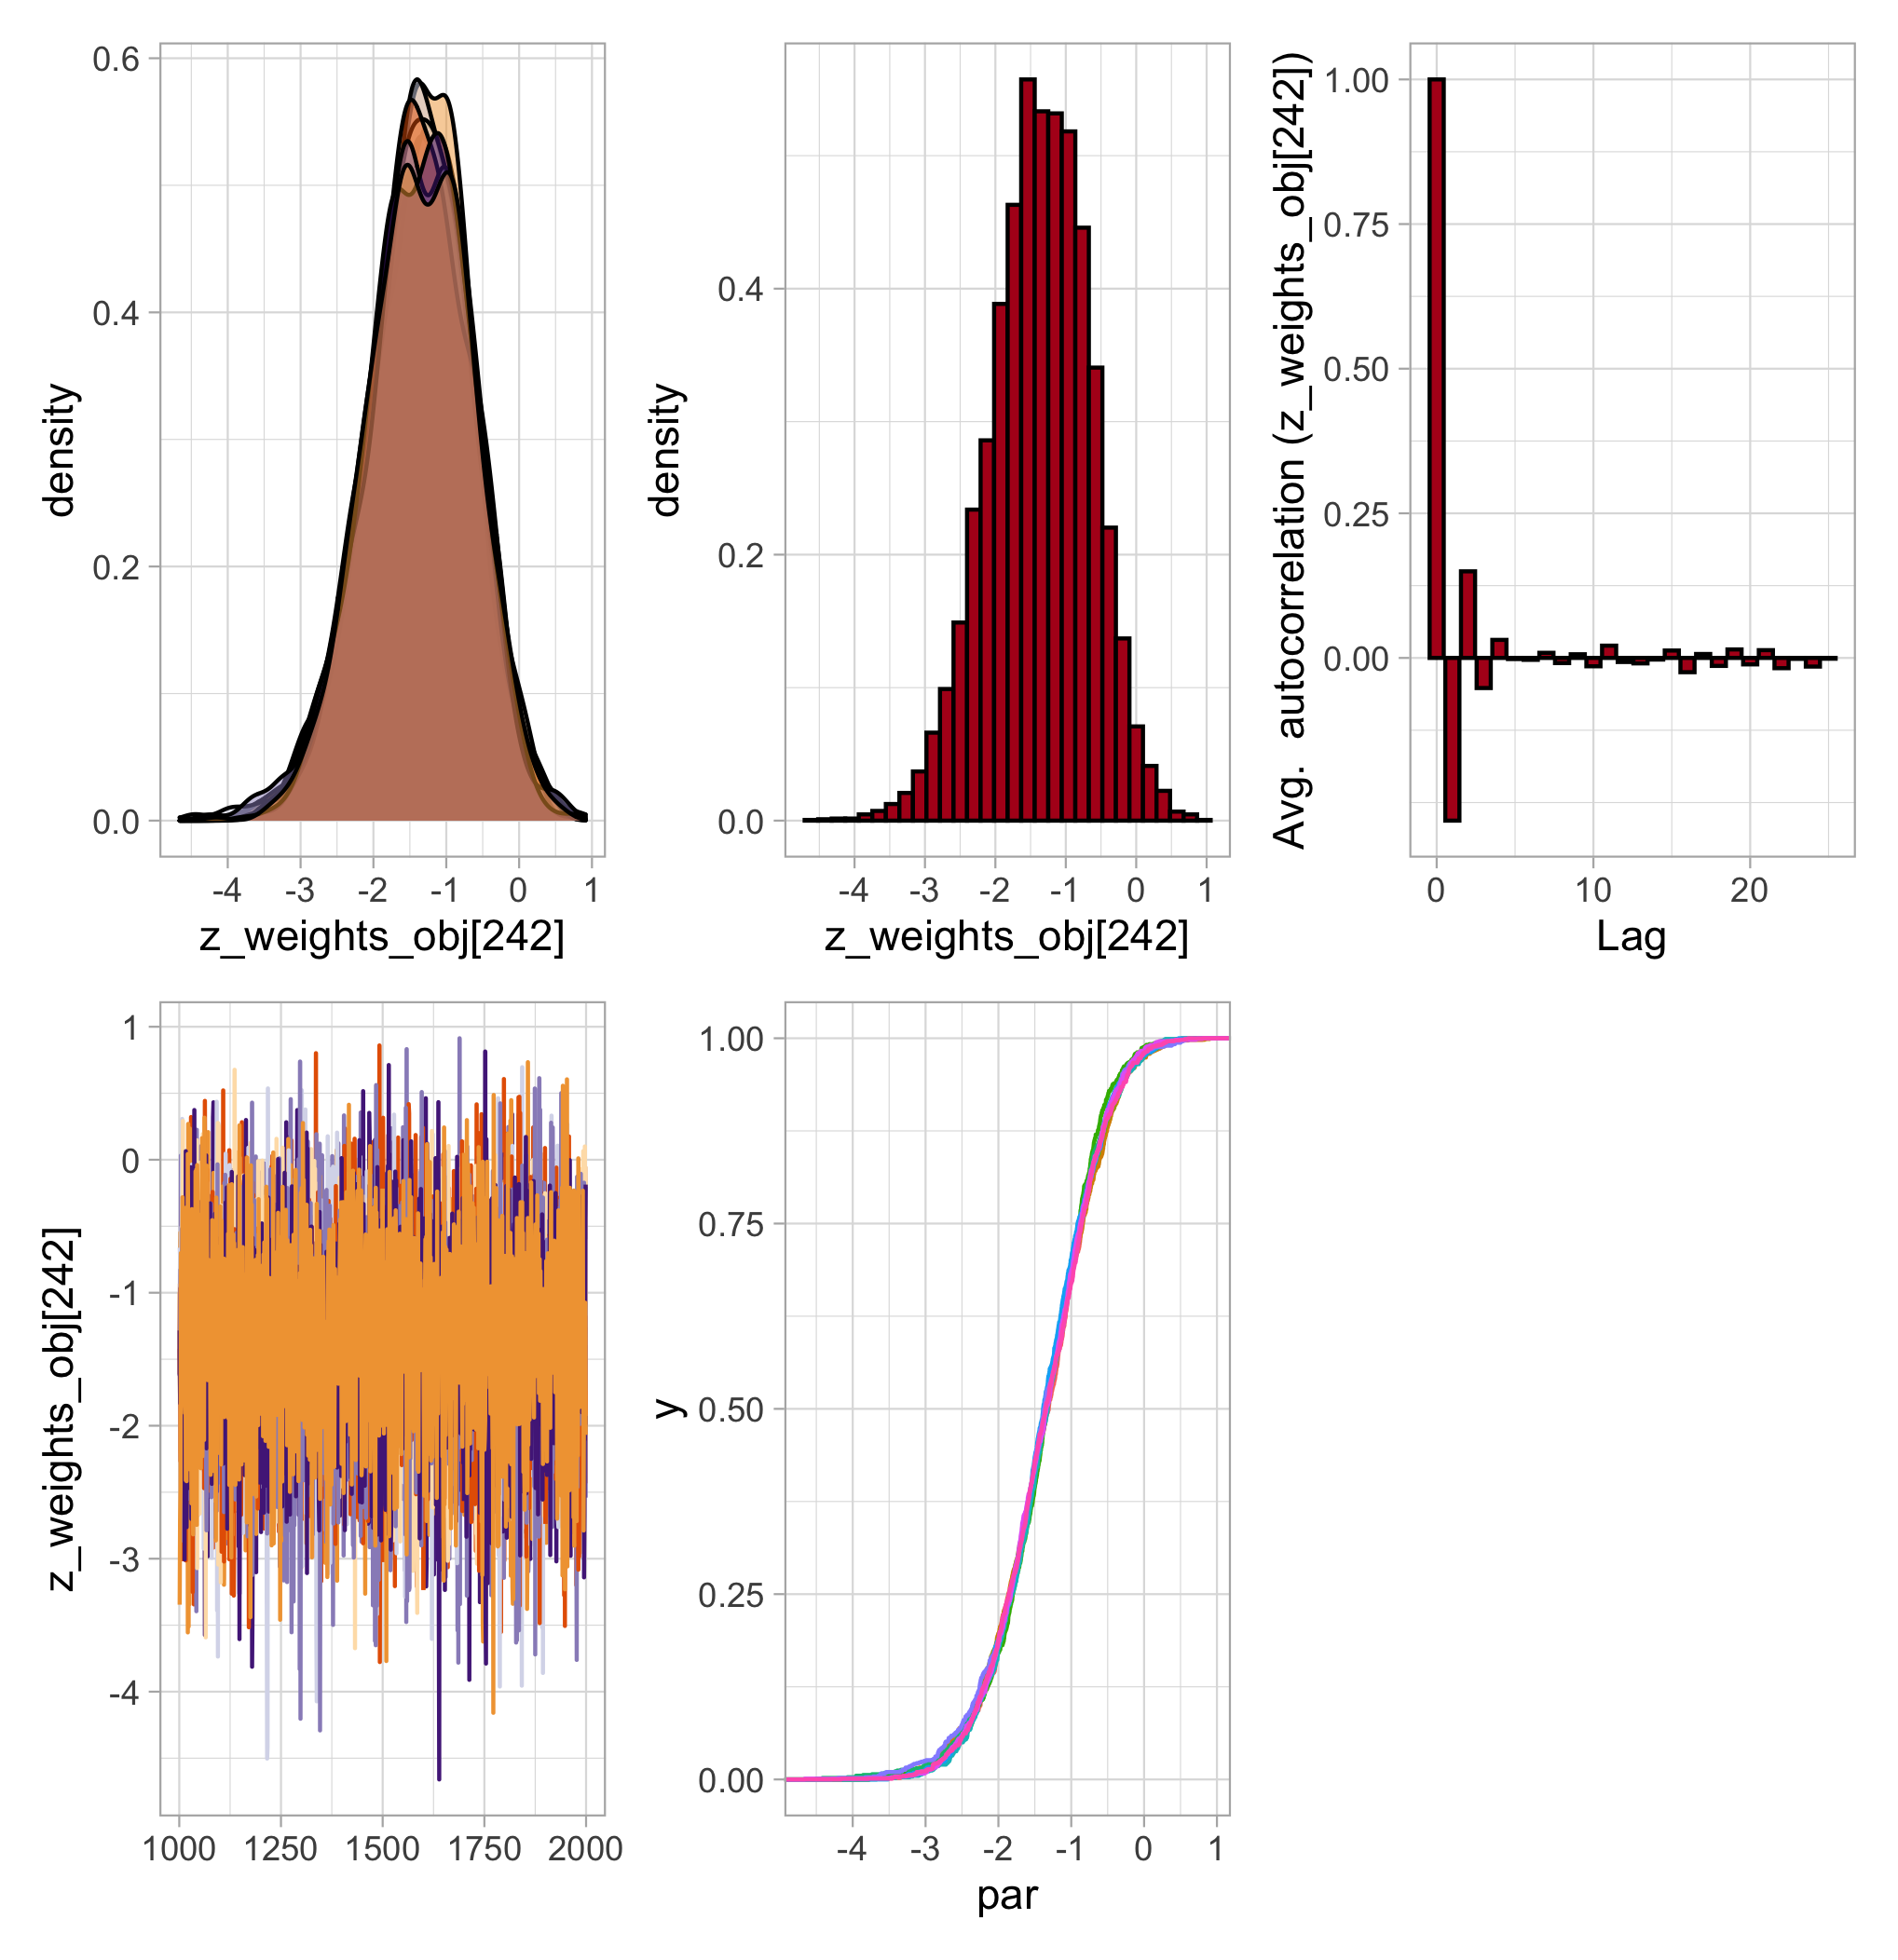 density
0.6
0.4
0.2
0.0
-4 -3 -2 -1 0 1
z_weights_obj[242]
density
0.4
0.2
0.0
-4 -3 -2 -1 0 1
z_weights_obj[242]
Avg. autocorrelation (z_weights_obj[242])
1.00
0.75
0.50
0.25
0.00
0 10 20
Lag
z_weights_obj[242]
1
0
-1
-2
-3
-4
1000 1250 1500 1750 2000
y
1.00
0.75
0.50
0.25
0.00
-4 -3 -2 -1 0 1
par